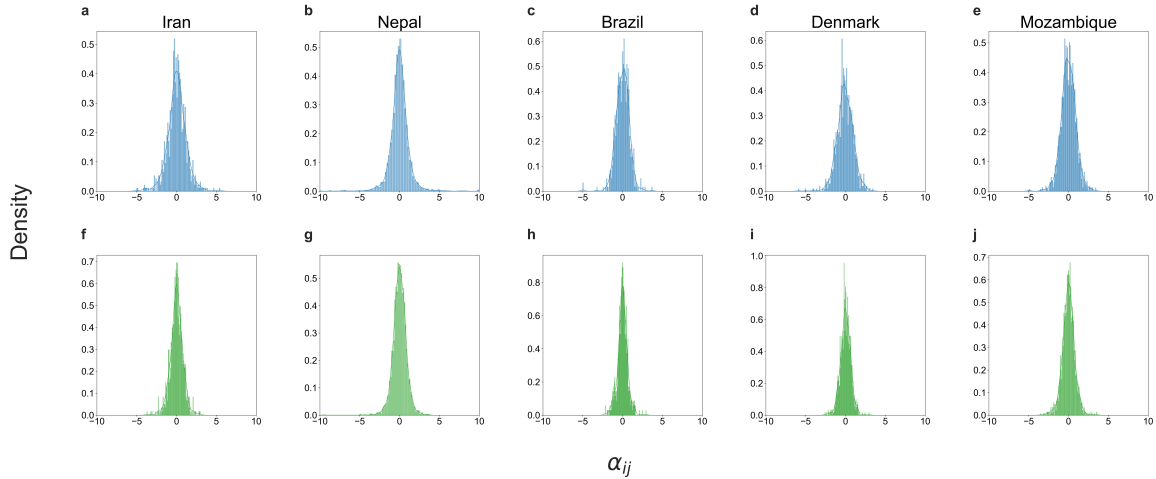 a Iran b Nepal c Brazil d Denmark e Mozambique
0.5 0.5 0.6 0.6 0.5
0.4 0.4 0.5 0.5 0.4
0.3 0.3 0.4 0.4 0.3
0.2 0.2 0.3 0.3 0.2
0.1 0.1 0.2 0.2 0.1
0.0 0.0 0.1 0.1 0.0
0.0 0.0
−10 −5 0 5 10 −10 −5 0 5 10 −10 −5 0 5 10 −10 −5 0 5 10 −10 −5 0 5 10
Density
f g h i j
0.7 0.5 0.8 1.0 0.7
0.6 0.4 0.6 0.8 0.6
0.5 0.3 0.4 0.6 0.5
0.4 0.2 0.2 0.4 0.4
0.3 0.1 0.0 0.2 0.3
0.2 0.0 0.0 0.2
0.1 0.1
0.0 0.0
−10 −5 0 5 10 −10 −5 0 5 10 −10 −5 0 5 10 −10 −5 0 5 10 −10 −5 0 5 10
α_ij